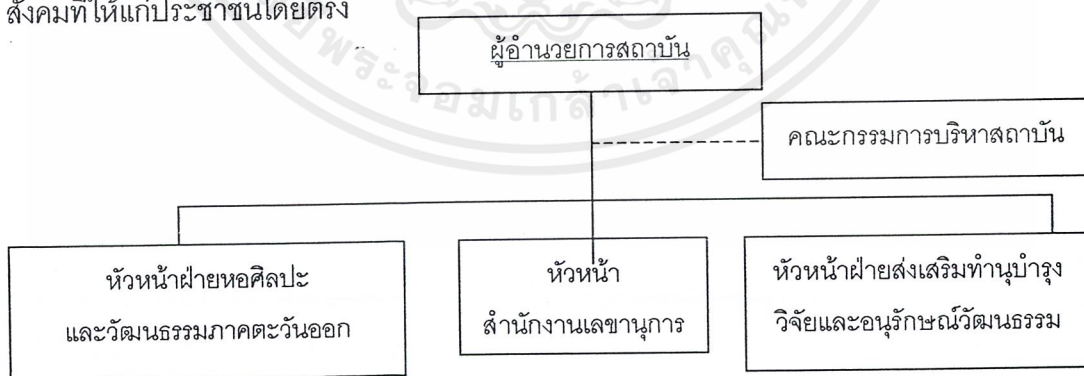 สังคมที่ให้แก่ประชาชนโดยตรง
ผู้อำนวยการสถาบัน
คณะกรรมการบริหาสถาบัน
หัวหน้าฝ่ายหอศิลปะ
และวัฒนธรรมภาคตะวันออก
หัวหน้า
สำนักงานเลขานุการ
หัวหน้าฝ่ายส่งเสริมทำนุบำรุง
วิจัยและอนุรักษณ์วัฒนธรรม